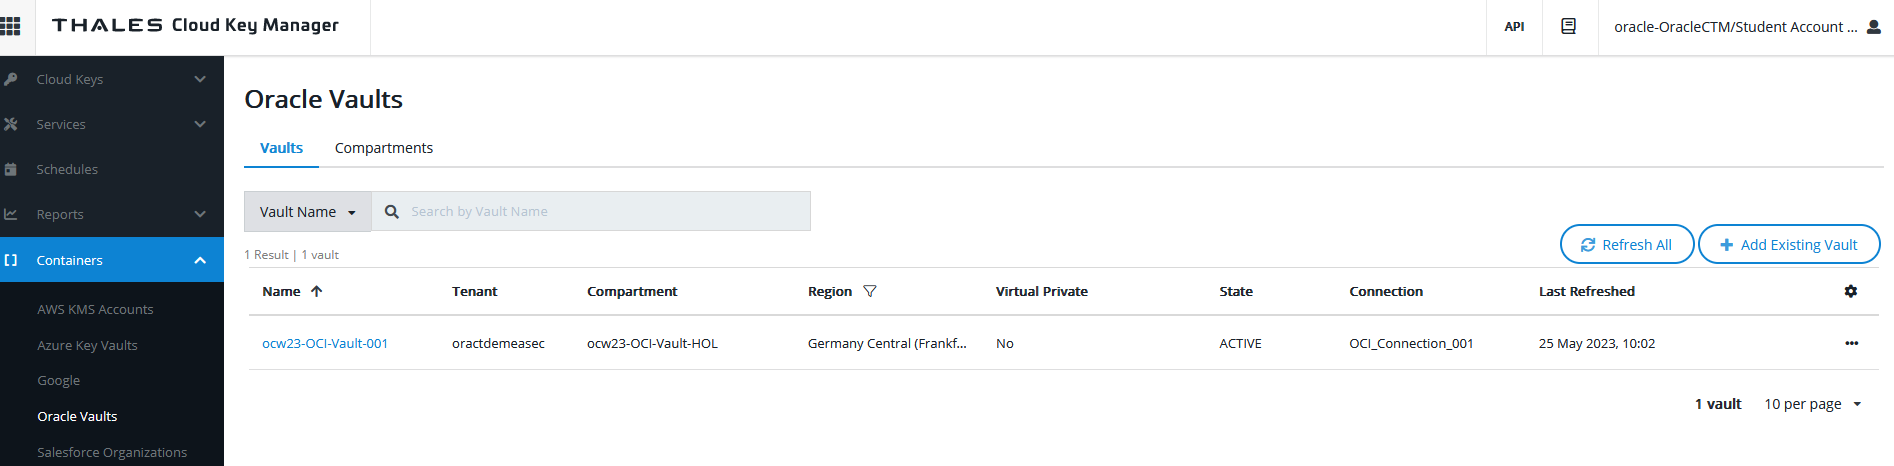 THALES Cloud Key Manager
API
oracle-OracleCTM/Student Account ...
Cloud Keys
Services
Schedules
Reports
Containers
AWS KMS Accounts
Azure Key Vaults
Google
Oracle Vaults
Salesforce Organizations
Oracle Vaults
Vaults Compartments
Vault Name Search by Vault Name
1 Result | 1 vault
Refresh All Add Existing Vault
Name Tenant Compartment Region Virtual Private State Connection Last Refreshed
ocw23-OCI-Vault-001 oractdemeasec ocw23-OCI-Vault-HOL Germany Central (Frankf... No ACTIVE OCI_Connection_001 25 May 2023, 10:02
1 vault 10 per page